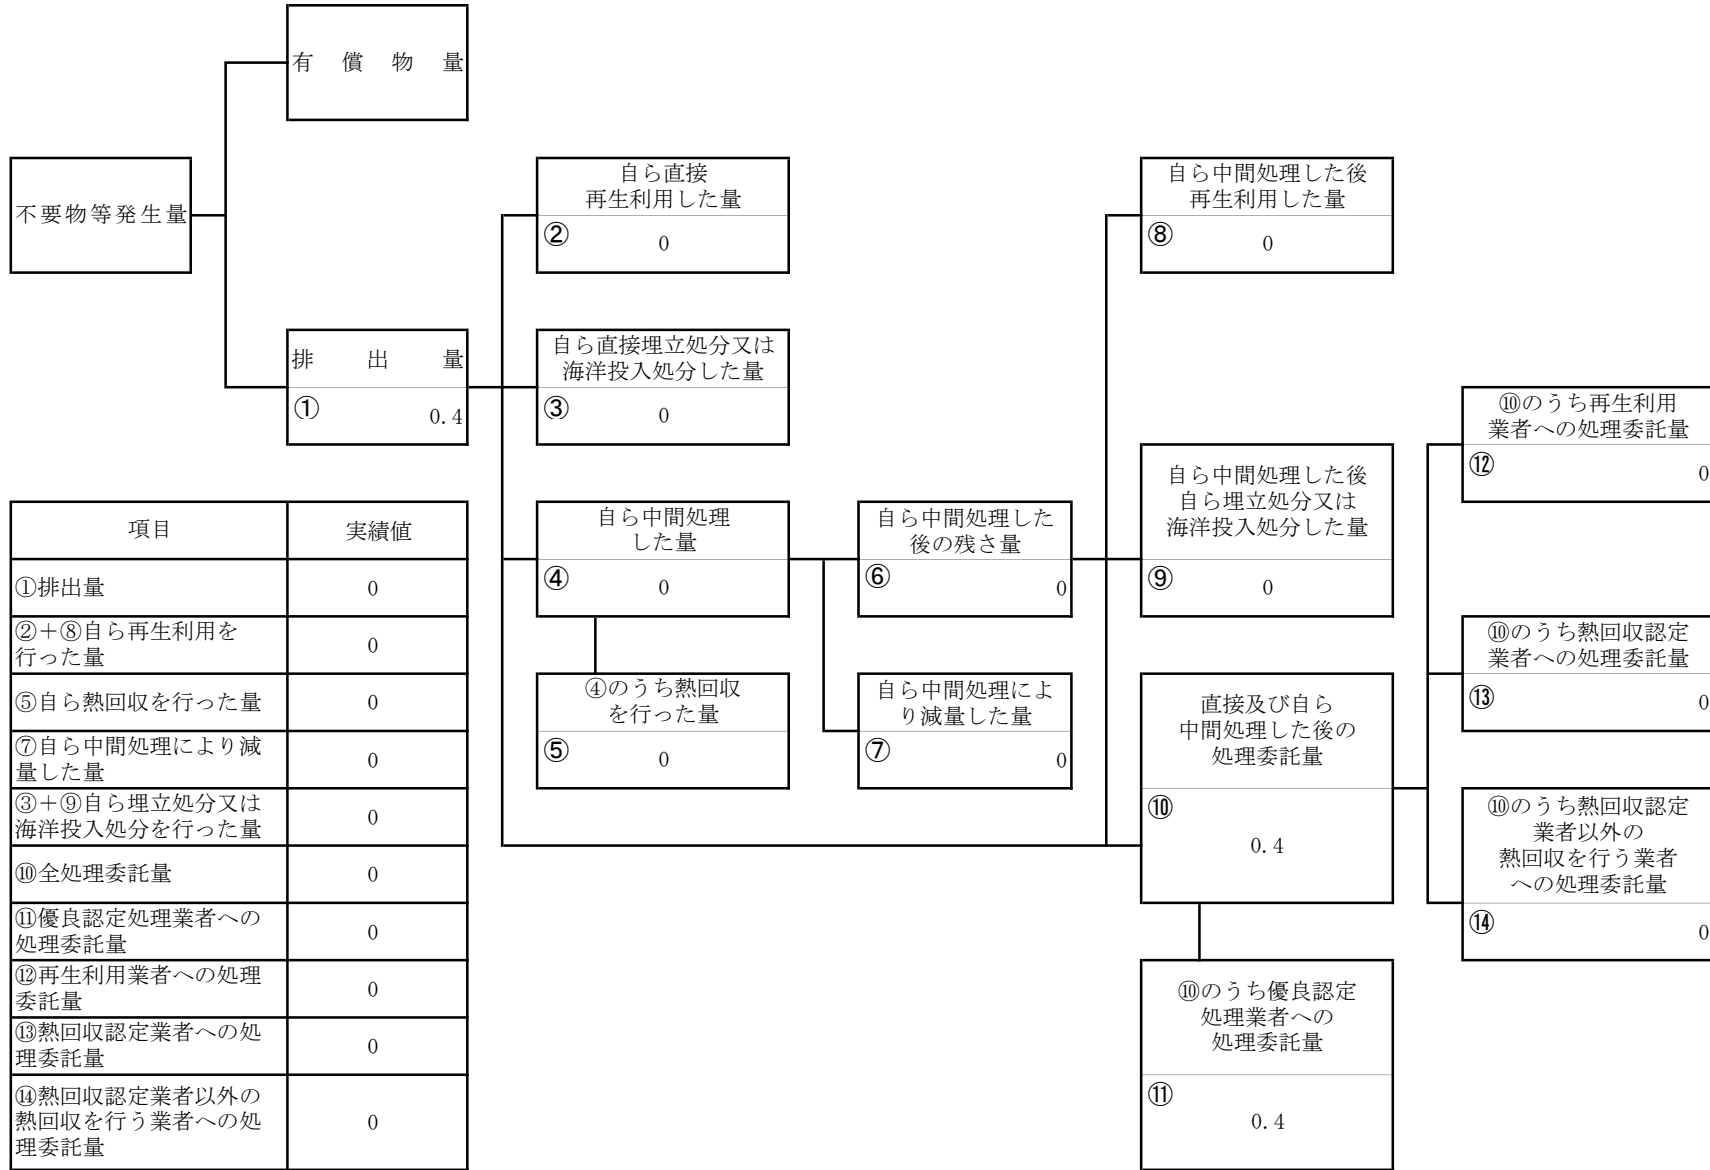 有償物量
不要物等発生量
排出量
① 0.4
自ら直接
再生利用した量
② 0
自ら直接埋立処分又は
海洋投入処分した量
③ 0
自ら中間処理
した量
④ 0
④のうち熱回収
を行った量
⑤ 0
自ら中間処理した
後の残さ量
⑥ 0
自ら中間処理によ
り減量した量
⑦ 0
自ら中間処理した後
再生利用した量
⑧ 0
自ら中間処理した後
自ら埋立処分又は
海洋投入処分した量
⑨ 0
直接及び自ら
中間処理した後の
処理委託量
⑩
0.4
⑩のうち優良認定
処理業者への
処理委託量
⑪
0.4
⑩のうち再生利用
業者への処理委託量
⑫ 0
⑩のうち熱回収認定
業者への処理委託量
⑬ 0
⑩のうち熱回収認定
業者以外の
熱回収を行う業者
への処理委託量
⑭ 0
項目 実績値
①排出量 0
②＋⑧自ら再生利用を
行った量 0
⑤自ら熱回収を行った量 0
⑦自ら中間処理により減
量した量 0
③＋⑨自ら埋立処分又は
海洋投入処分を行った量 0
⑩全処理委託量 0
⑪優良認定処理業者への
処理委託量 0
⑫再生利用業者への処理
委託量 0
⑬熱回収認定業者への処
理委託量 0
⑭熱回収認定業者以外の
熱回収を行う業者への処
理委託量 0